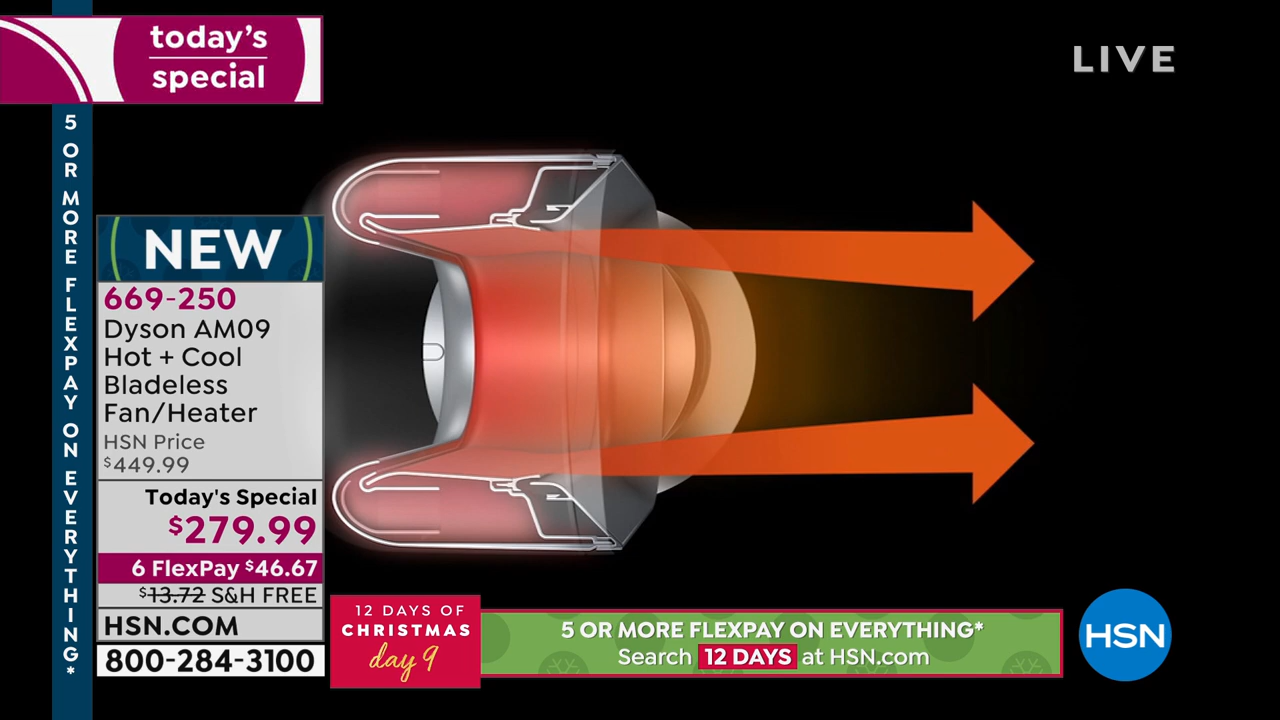 today's
special
LIVE
5 OR MORE FLEXPAY ON EVERYTHING*
NEW
669-250
Dyson AM09
Hot + Cool
Bladeless
Fan/Heater
HSN Price
$449.99
Today's Special
$279.99
6 FlexPay $46.67
$13.72 S&H FREE
HSN.COM
800-284-3100
12 DAYS OF
CHRISTMAS
day 9
5 OR MORE FLEXPAY ON EVERYTHING*
Search 12 DAYS at HSN.com
HSN